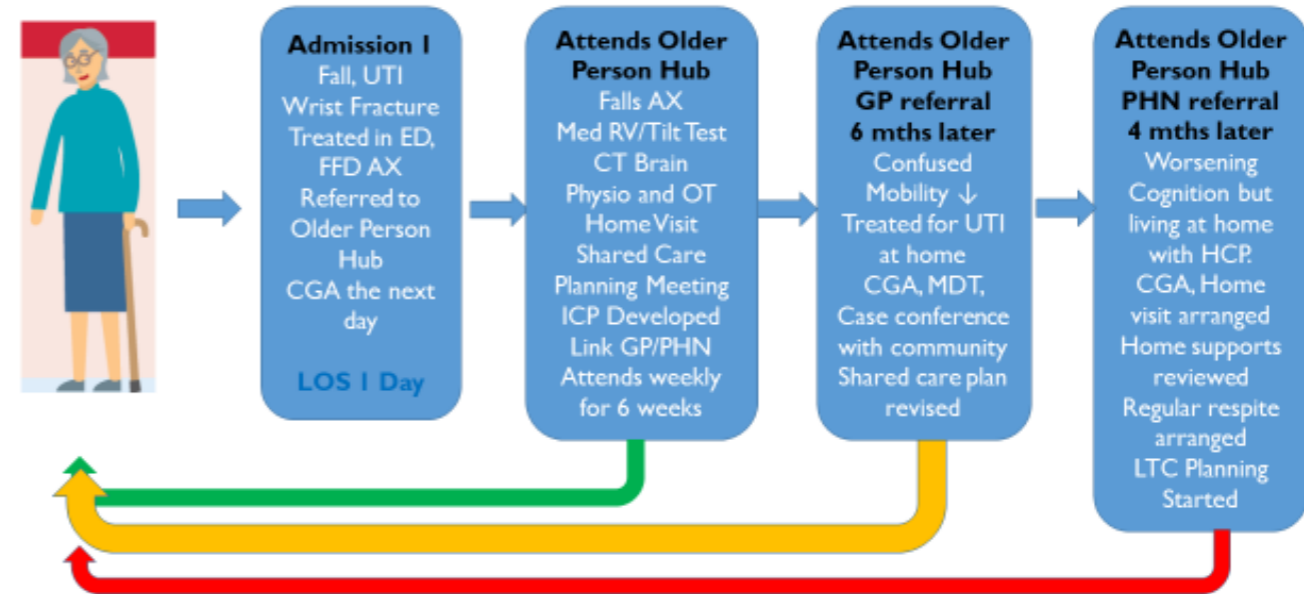 Admission 1
Fall, UTI
Wrist Fracture
Treated in ED,
FFD AX
Referred to
Older Person
Hub
CGA the next
day
LOS 1 Day
Attends Older
Person Hub
Falls AX
Med RV/Tilt Test
CT Brain
Physio and OT
Home Visit
Shared Care
Planning Meeting
ICP Developed
Link GP/PHN
Attends weekly
for 6 weeks
Attends Older
Person Hub
GP referral
6 mths later
Confused
Mobility ↓
Treated for UTI
at home
CGA, MDT,
Case conference
with community
Shared care plan
revised
Attends Older
Person Hub
PHN referral
4 mths later
Worsening
Cognition but
living at home
with HCP.
CGA, Home
visit arranged
Home supports
reviewed
Regular respite
arranged
LTC Planning
Started